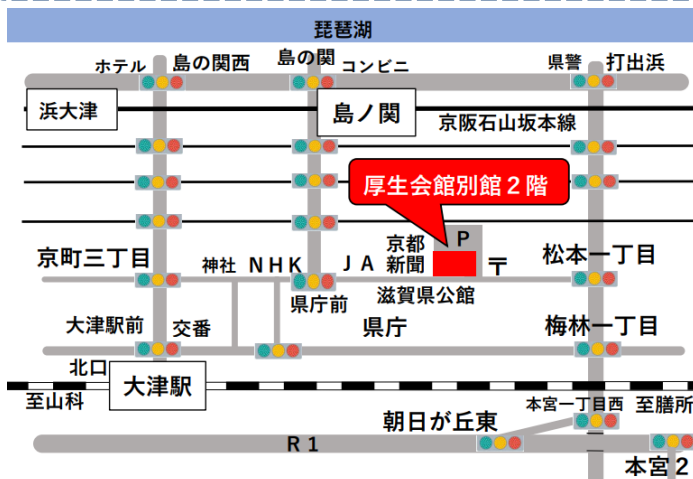 琵琶湖
ホテル
島の関西
島の関
コンビニ
県警
打出浜
浜大津
島ノ関
京阪石山坂本線
厚生会館別館２階
京町三丁目
神社
ＮＨＫ
ＪＡ
京都
新聞
P
〒
松本一丁目
県庁前
滋賀県公館
大津駅前
交番
県庁
梅林一丁目
北口
大津駅
至山科
朝日が丘東
本宮一丁目西
至膳所
R１
本宮２